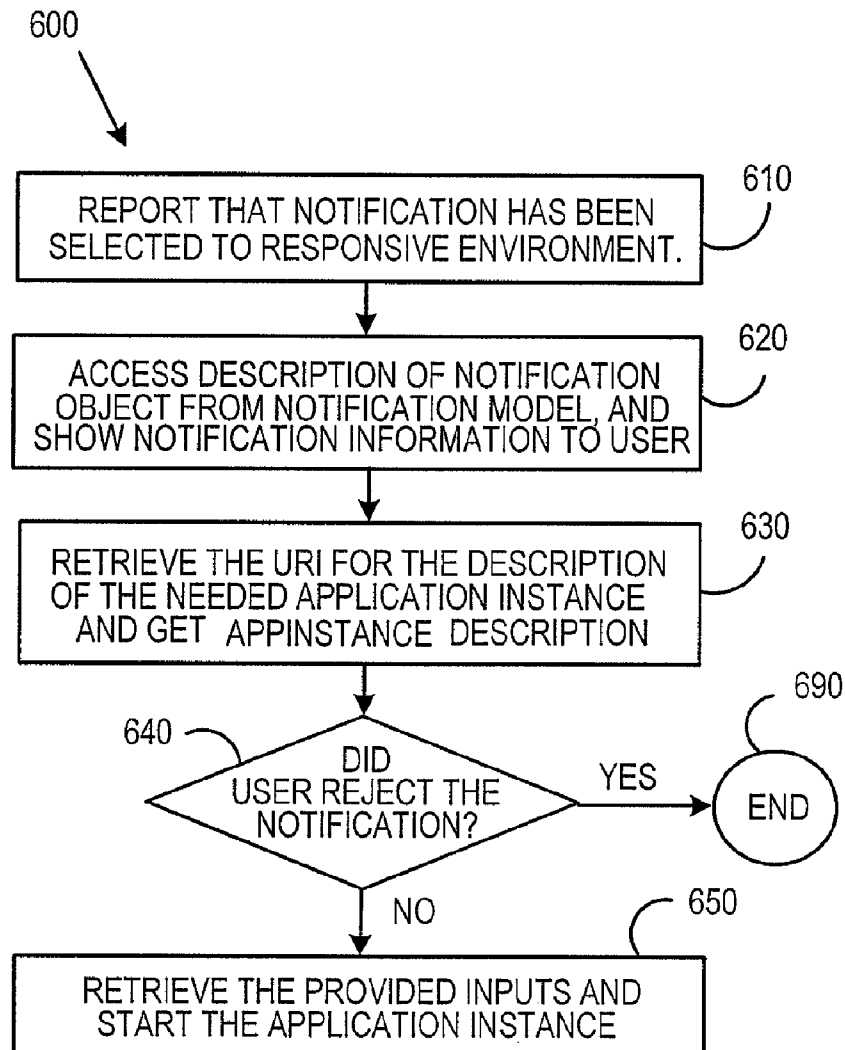 600
610
REPORT THAT NOTIFICATION HAS BEEN
SELECTED TO RESPONSIVE ENVIRONMENT.
620
ACCESS DESCRIPTION OF NOTIFICATION
OBJECT FROM NOTIFICATION MODEL, AND
SHOW NOTIFICATION INFORMATION TO USER
630
RETRIEVE THE URI FOR THE DESCRIPTION
OF THE NEEDED APPLICATION INSTANCE
AND GET APPINSTANCE DESCRIPTION
690
640
DID
USER REJECT THE
NOTIFICATION?
YES
END
NO
650
RETRIEVE THE PROVIDED INPUTS AND
START THE APPLICATION INSTANCE